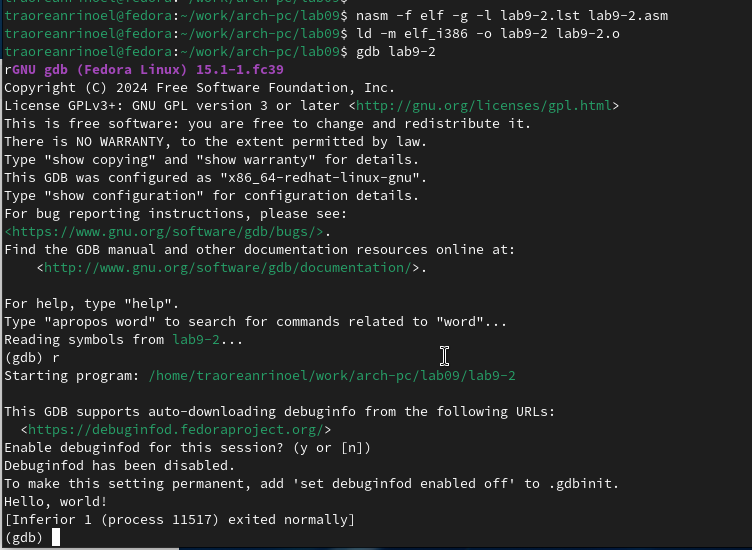 traoreanrinoel@fedora:~/work/arch-pc/lab09$ nasm -f elf -g -l lab9-2.lst lab9-2.asm
traoreanrinoel@fedora:~/work/arch-pc/lab09$ ld -m elf_i386 -o lab9-2 lab9-2.o
traoreanrinoel@fedora:~/work/arch-pc/lab09$ gdb lab9-2
rGNU gdb (Fedora Linux) 15.1-1.fc39
Copyright (C) 2024 Free Software Foundation, Inc.
License GPLv3+: GNU GPL version 3 or later <http://gnu.org/licenses/gpl.html>
This is free software: you are free to change and redistribute it.
There is NO WARRANTY, to the extent permitted by law.
Type "show copying" and "show warranty" for details.
This GDB was configured as "x86_64-redhat-linux-gnu".
Type "show configuration" for configuration details.
For bug reporting instructions, please see:
<https://www.gnu.org/software/gdb/bugs/>.
Find the GDB manual and other documentation resources online at:
    <http://www.gnu.org/software/gdb/documentation/>.

For help, type "help".
Type "apropos word" to search for commands related to "word"...
Reading symbols from lab9-2...
(gdb) r
Starting program: /home/traoreanrinoel/work/arch-pc/lab09/lab9-2

This GDB supports auto-downloading debuginfo from the following URLs:
  <https://debuginfod.fedoraproject.org/>
Enable debuginfod for this session? (y or [n])
Debuginfod has been disabled.
To make this setting permanent, add 'set debuginfod enabled off' to .gdbinit.
Hello, world!
[Inferior 1 (process 11517) exited normally]
(gdb)